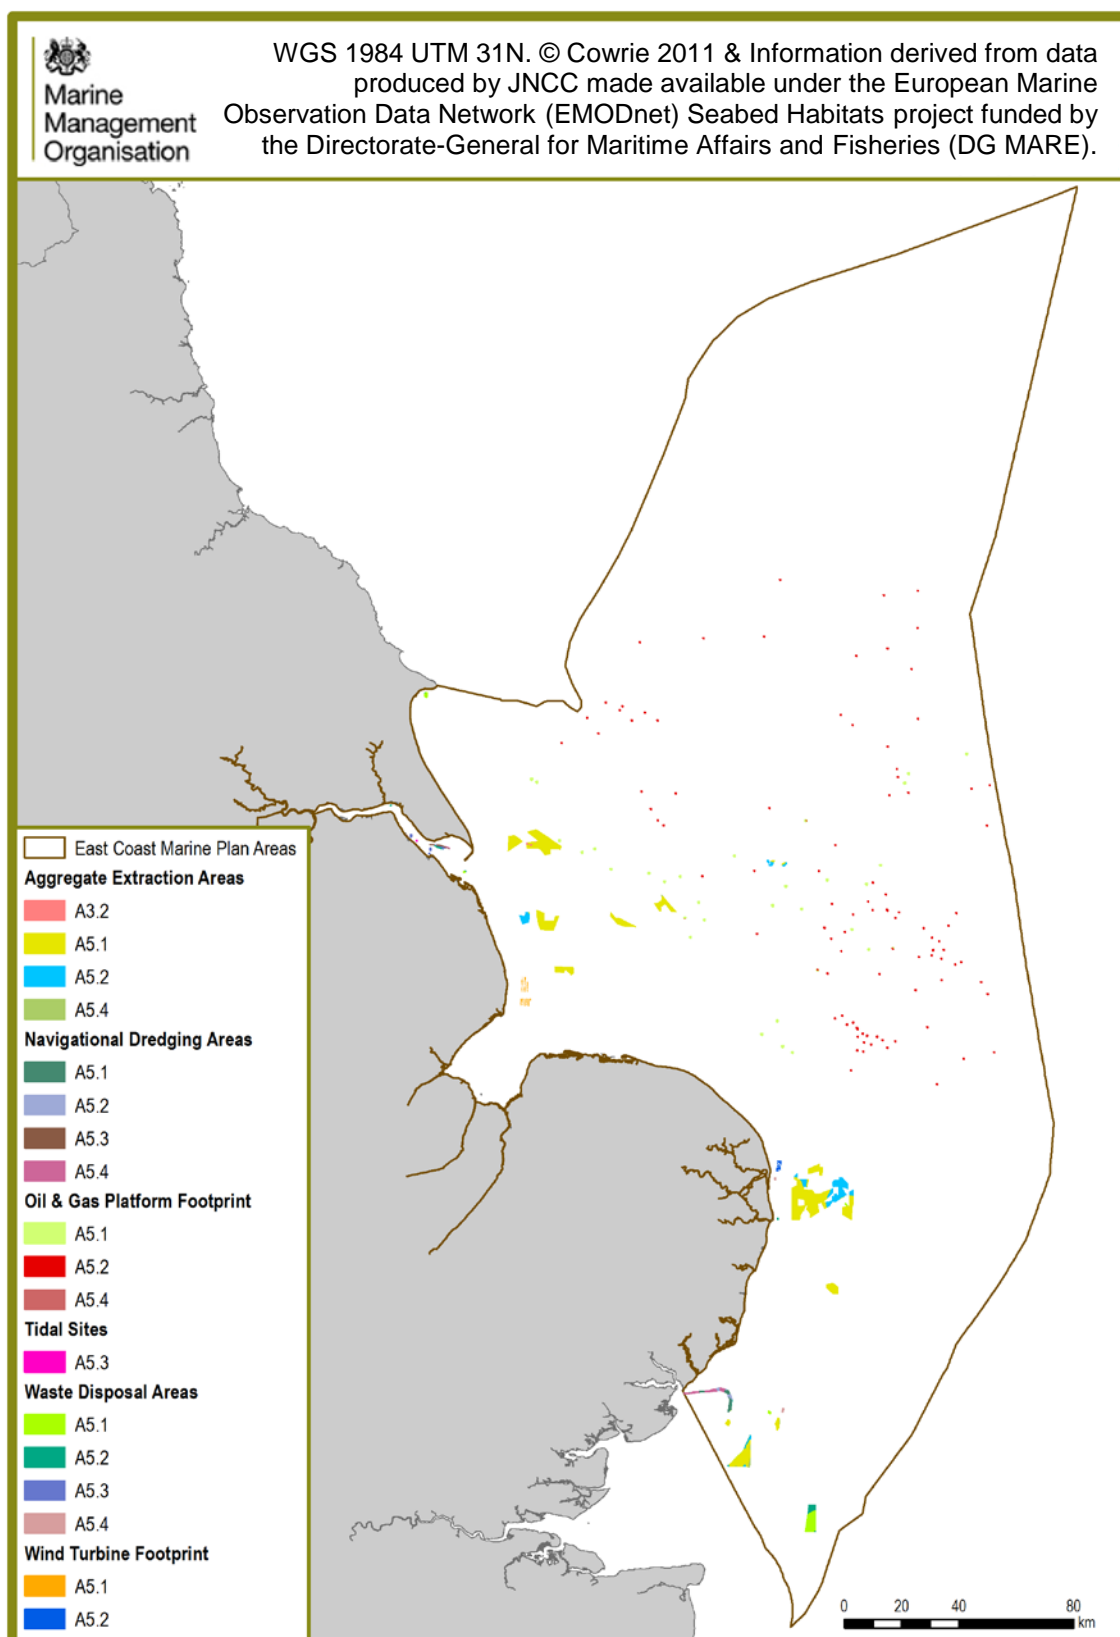 Marine
Management
Organisation
WGS 1984 UTM 31N. © Cowrie 2011 & Information derived from data
produced by JNCC made available under the European Marine
Observation Data Network (EMODnet) Seabed Habitats project funded by
the Directorate-General for Maritime Affairs and Fisheries (DG MARE).
East Coast Marine Plan Areas
Aggregate Extraction Areas
A3.2
A5.1
A5.2
A5.4
Navigational Dredging Areas
A5.1
A5.2
A5.3
A5.4
Oil & Gas Platform Footprint
A5.1
A5.2
A5.4
Tidal Sites
A5.3
Waste Disposal Areas
A5.1
A5.2
A5.3
A5.4
Wind Turbine Footprint
A5.1
A5.2
0 20 40 80
km